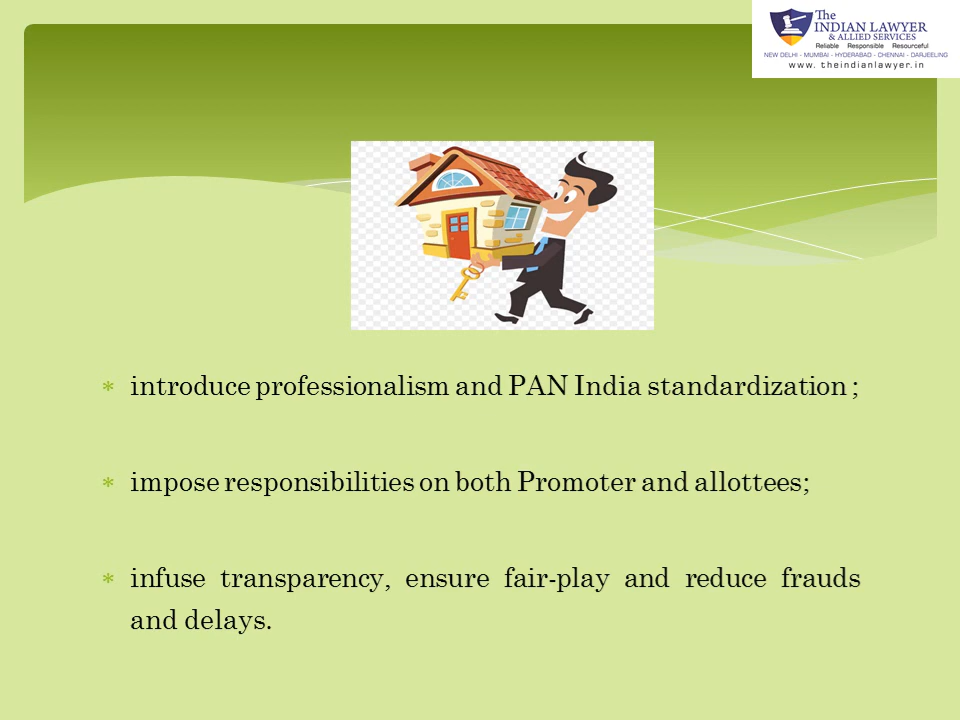 The
INDIAN LAWYER
& ALLIED SERVICES
Reliable Responsible Resourceful
NEW DELHI - MUMBAI - HYDERABAD - CHENNAI - DARJEELING
www. theindianlawyer.in
introduce professionalism and PAN India standardization ;
impose responsibilities on both Promoter and allottees;
infuse transparency, ensure fair-play and reduce frauds
and delays.